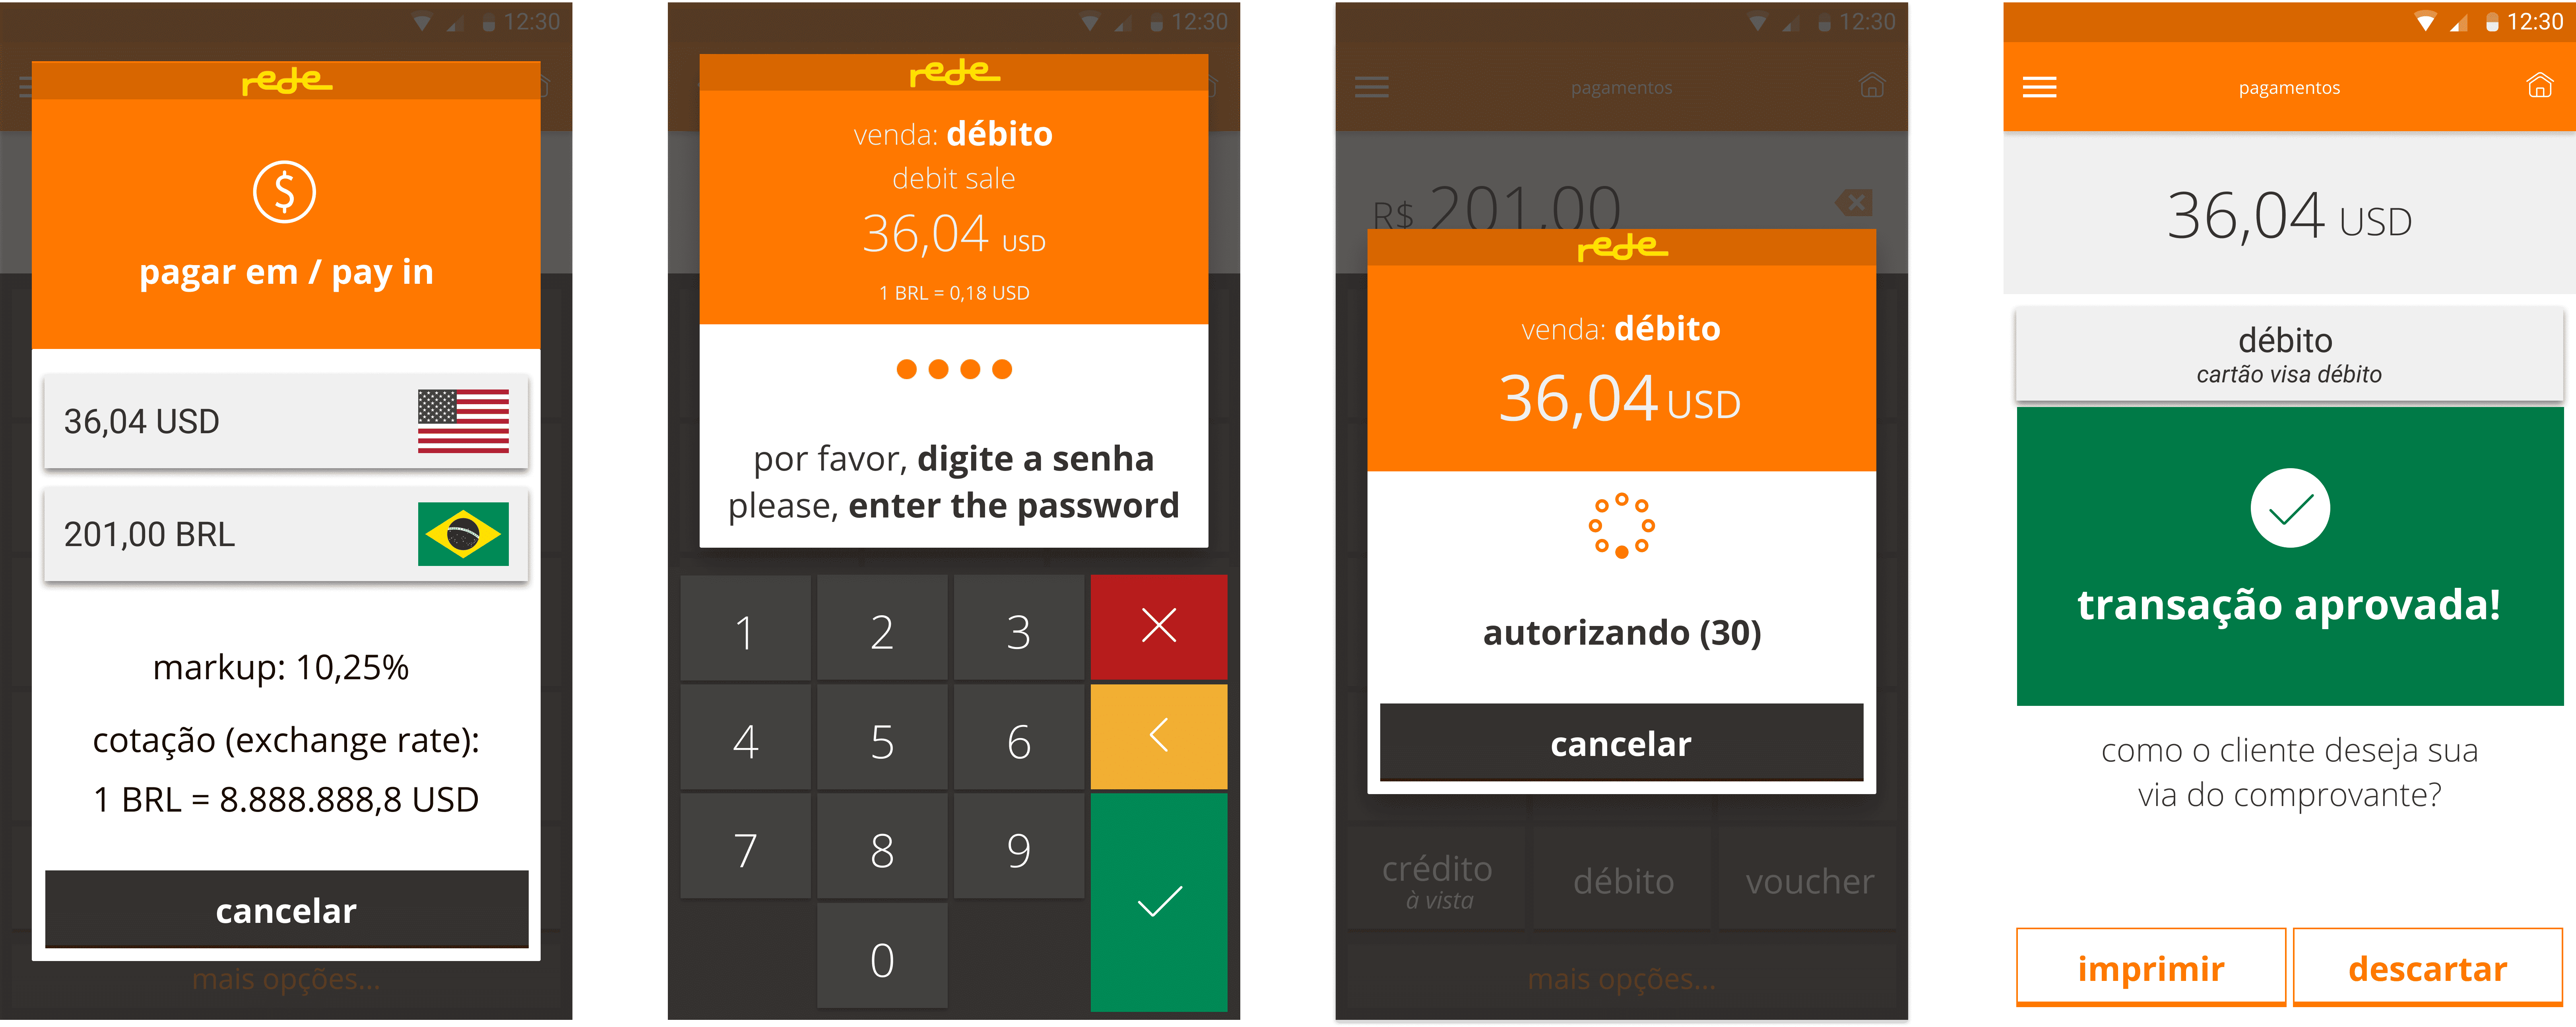 12:30
rede
pagar em / pay in
36,04 USD
201,00 BRL
markup: 10,25%
cotação (exchange rate):
1 BRL = 8.888.888,8 USD
cancelar
mais opções...
12:30
rede
venda: débito
debit sale
36,04 USD
1 BRL = 0,18 USD
por favor, digite a senha
please, enter the password
1 2 3
4 5 6
7 8 9
0
12:30
pagamentos
R$ 201,00
rede
venda: débito
36,04 USD
autorizando (30)
cancelar
crédito débito voucher
à vista
mais opções...
12:30
pagamentos
36,04 USD
débito
cartão visa débito
transação aprovada!
como o cliente deseja sua
via do comprovante?
imprimir descartar